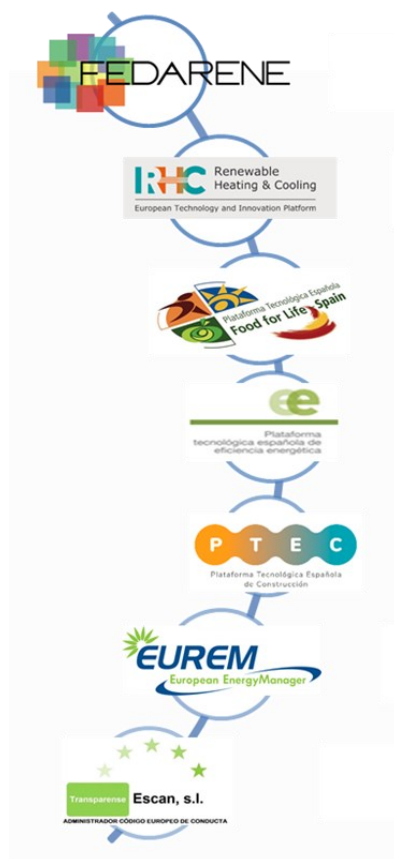 FEDARENE
RHC Renewable
Heating & Cooling
European Technology and Innovation Platform
Plataforma Tecnológica Española
Food for Life - Spain
ee
Plataforma
tecnológica española de
eficiencia energética
PTEC
Plataforma Tecnológica Española
de Construcción
EUREM
European EnergyManager
Transparense Escan, s.l.
ADMINISTRADOR CÓDIGO EUROPEO DE CONDUCTA